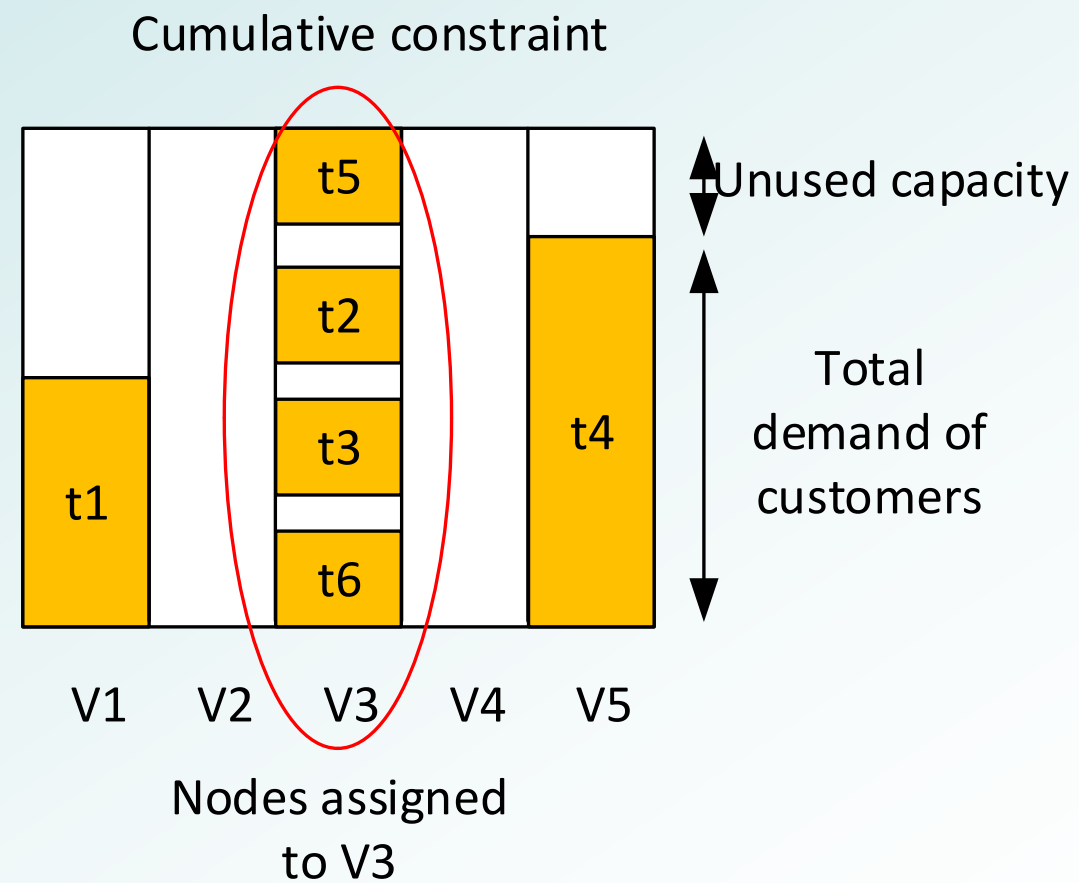 Cumulative constraint
t5
Unused capacity
t2
Total
demand of
customers
t3
t4
t1
t6
V1 V2 V3 V4 V5
Nodes assigned
to V3